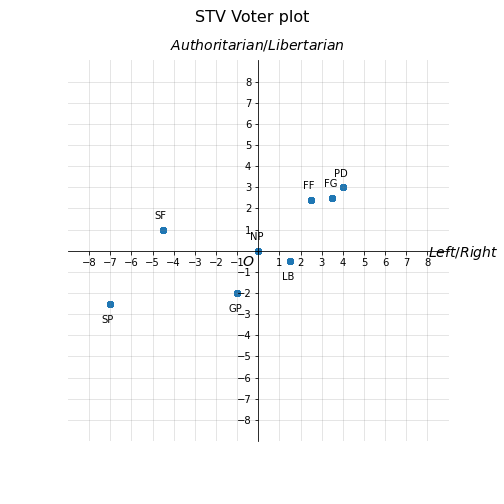 STV Voter plot
Authoritarian/Libertarian
8
7
6
5
4
3
2
1
−1
−2
−3
−4
−5
−6
−7
−8
PD
FG
FF
SF
NP
−8 −7 −6 −5 −4 −3 −2 −1 O 1 2 3 4 5 6 7 8 Left/Right
LB
GP
SP